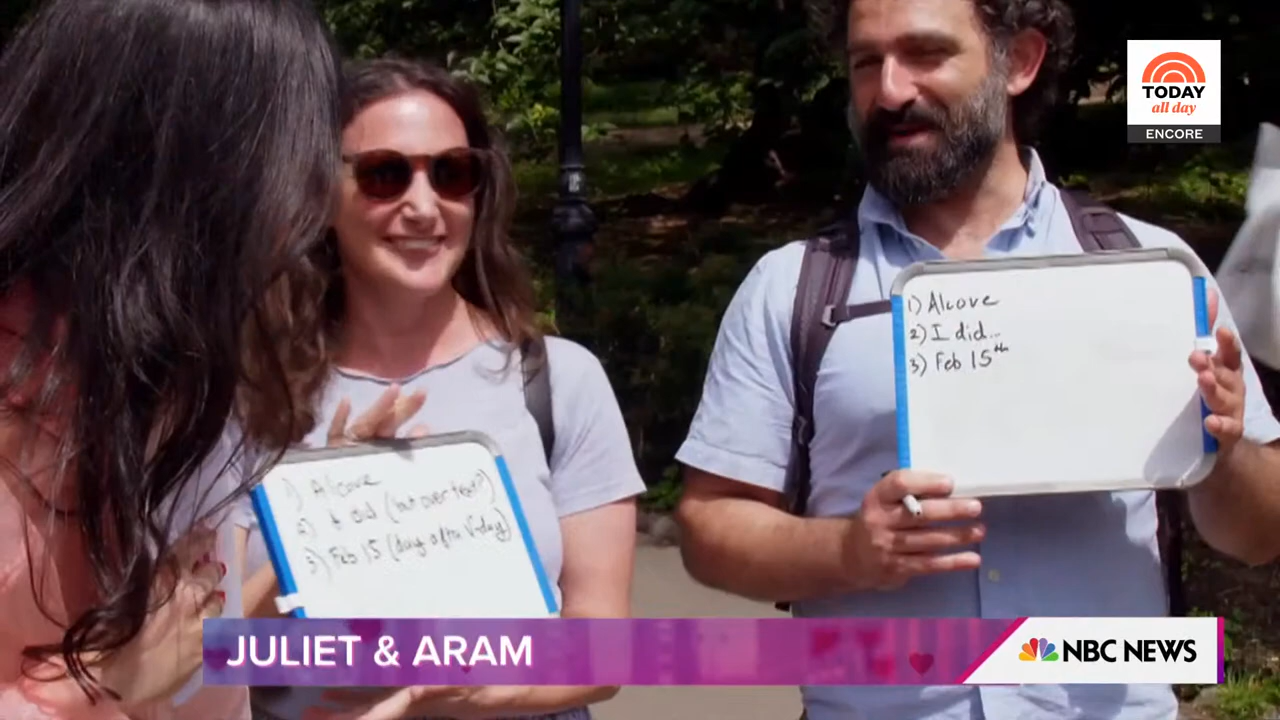 TODAY
all day
ENCORE
1) Alcove
2) I did...
3) Feb 15th
1) Alcove
2) I did (but over text?)
3) Feb 15 (day after V-day)
JULIET & ARAM
NBC NEWS